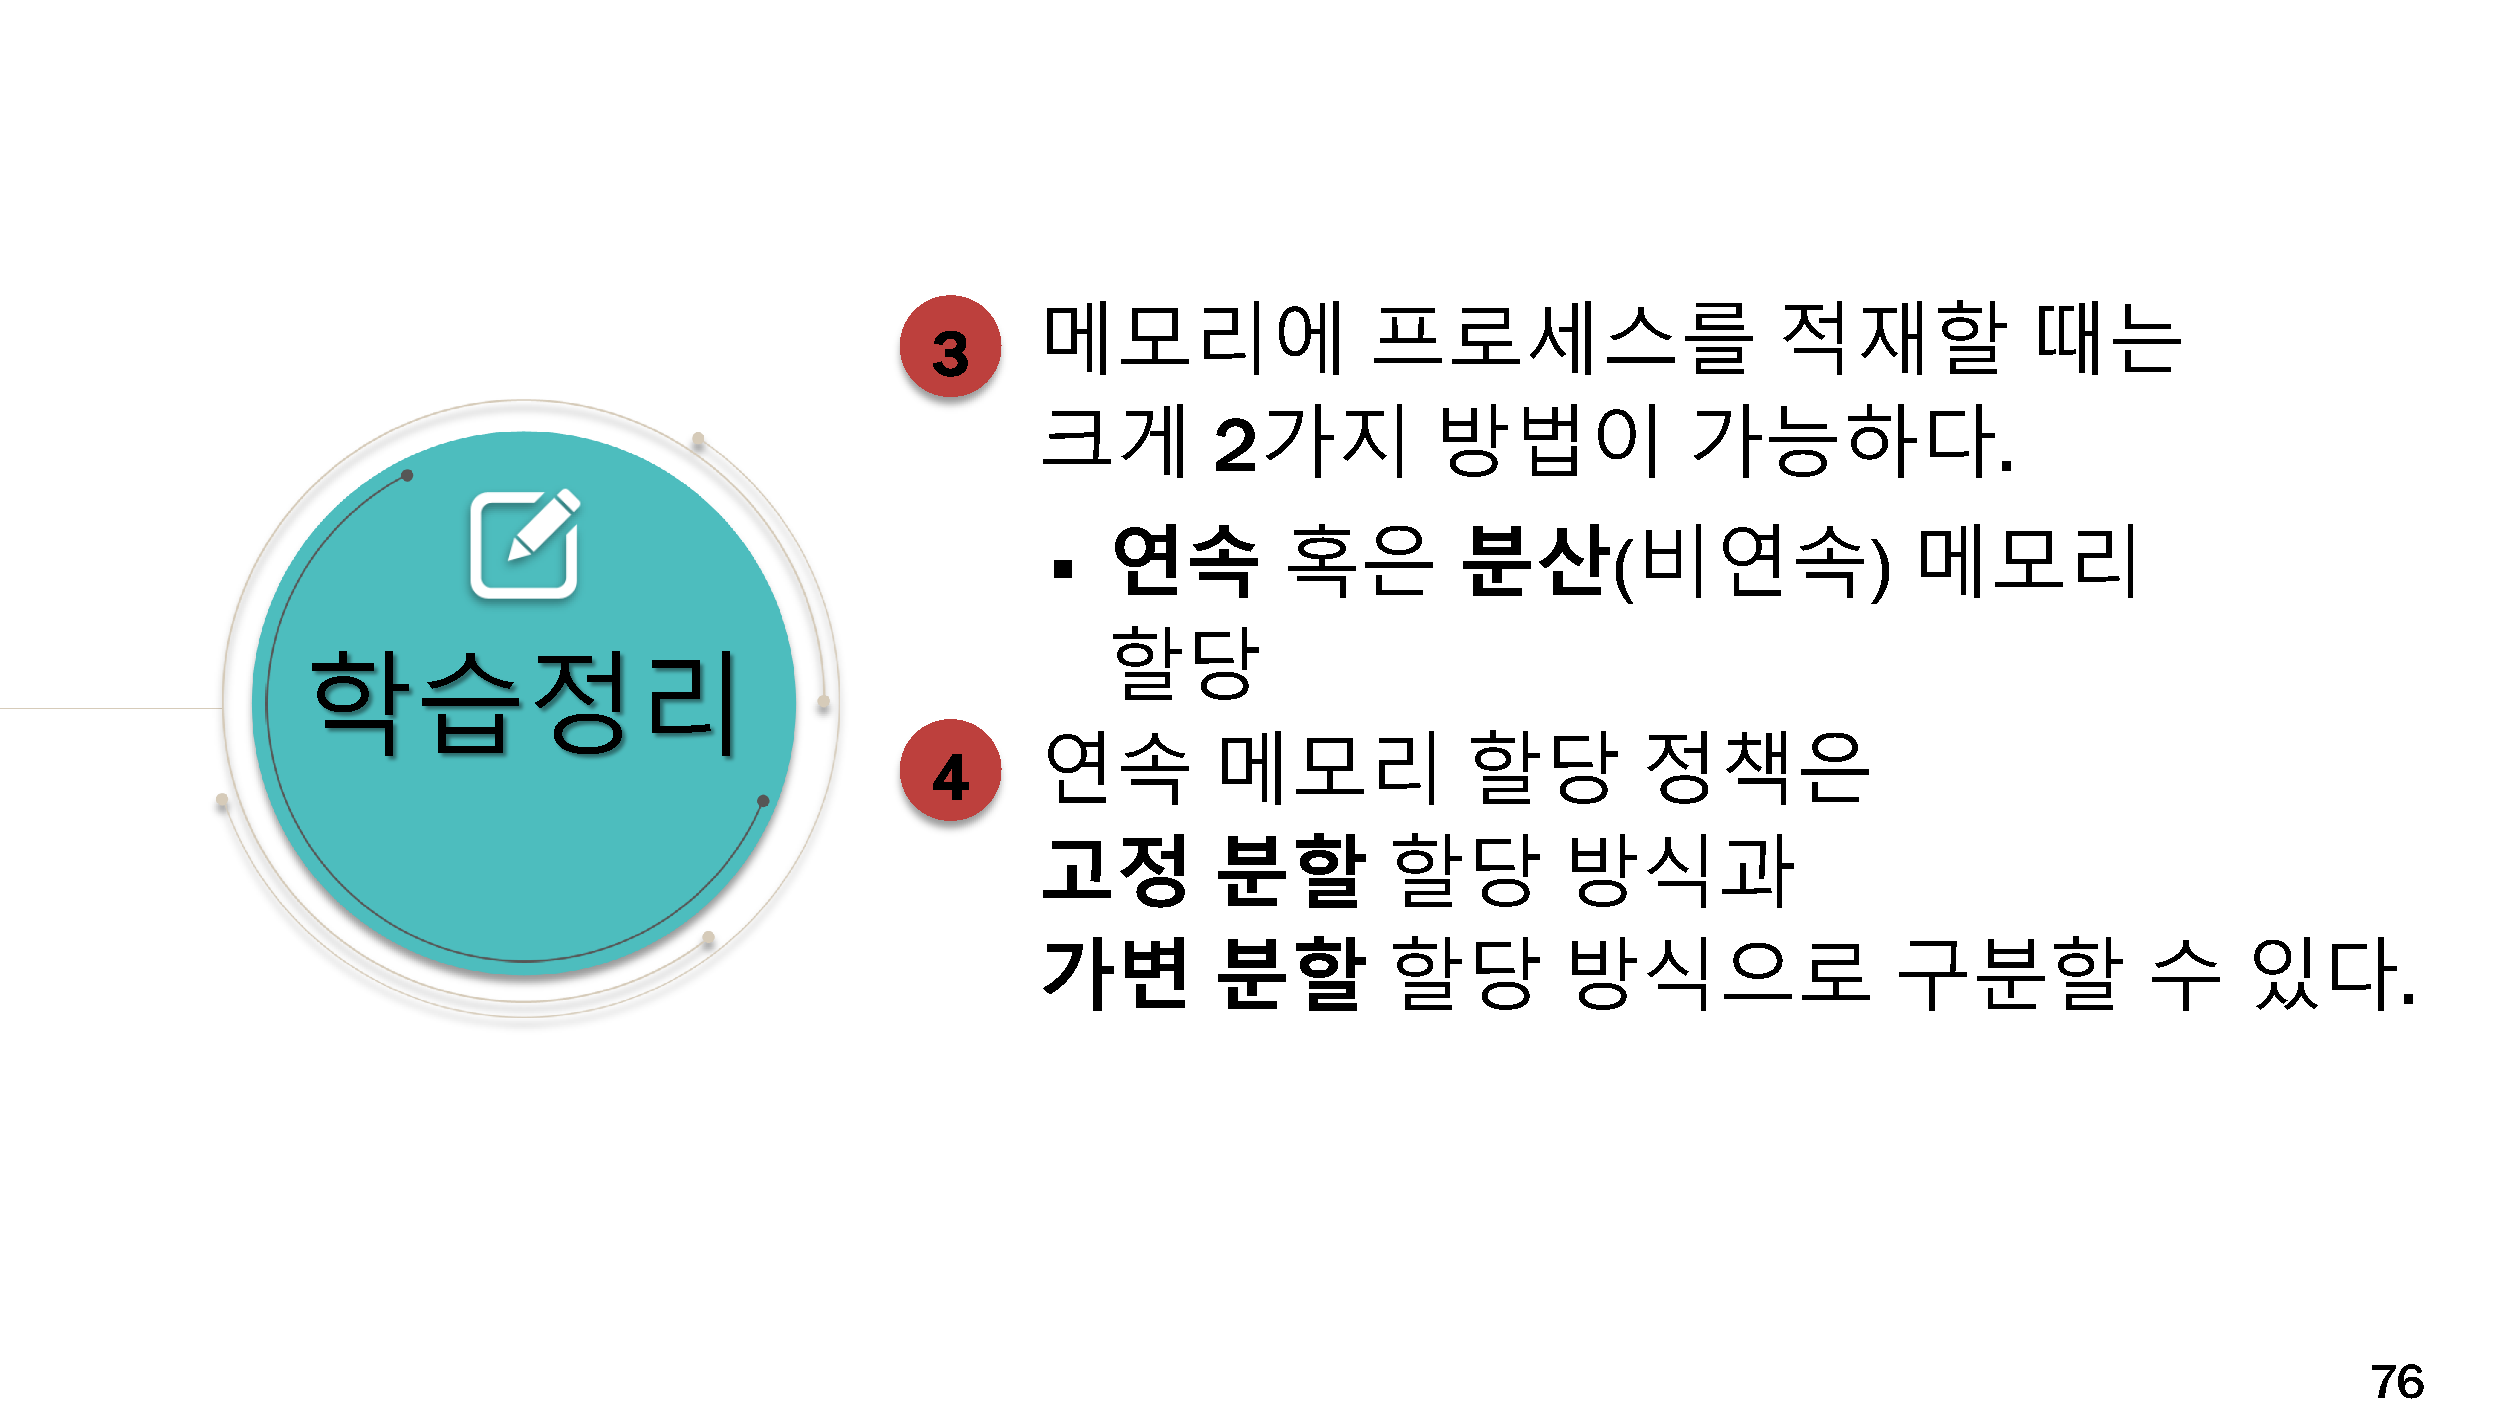 학습정리
3 메모리에 프로세스를 적재할 때는
크게 2가지 방법이 가능하다.
▪ 연속 혹은 분산(비연속) 메모리
할당
4 연속 메모리 할당 정책은
고정 분할 할당 방식과
가변 분할 할당 방식으로 구분할 수 있다.
76